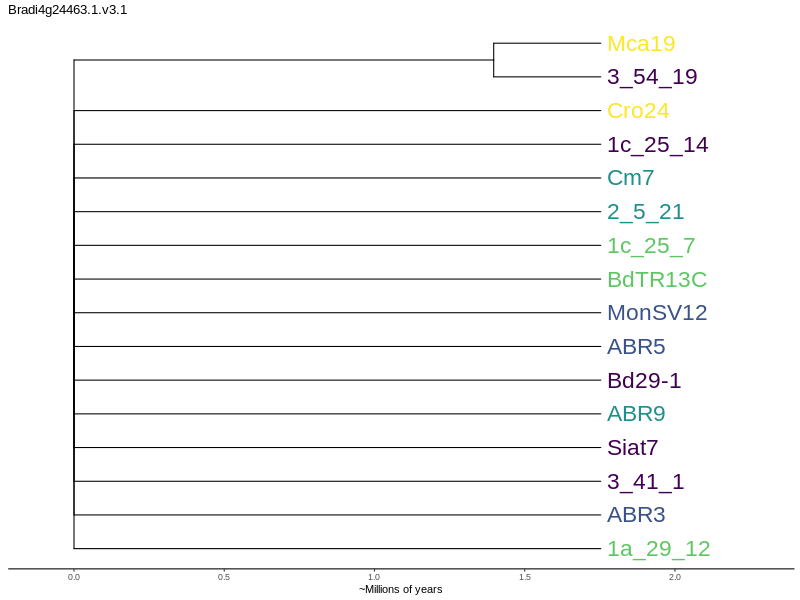 Bradi4g24463.1.v3.1
Mca19
3_54_19
Cro24
1c_25_14
Cm7
2_5_21
1c_25_7
BdTR13C
MonSV12
ABR5
Bd29-1
ABR9
Siat7
3_41_1
ABR3
1a_29_12
0.0 0.5 1.0 1.5 2.0
~Millions of years